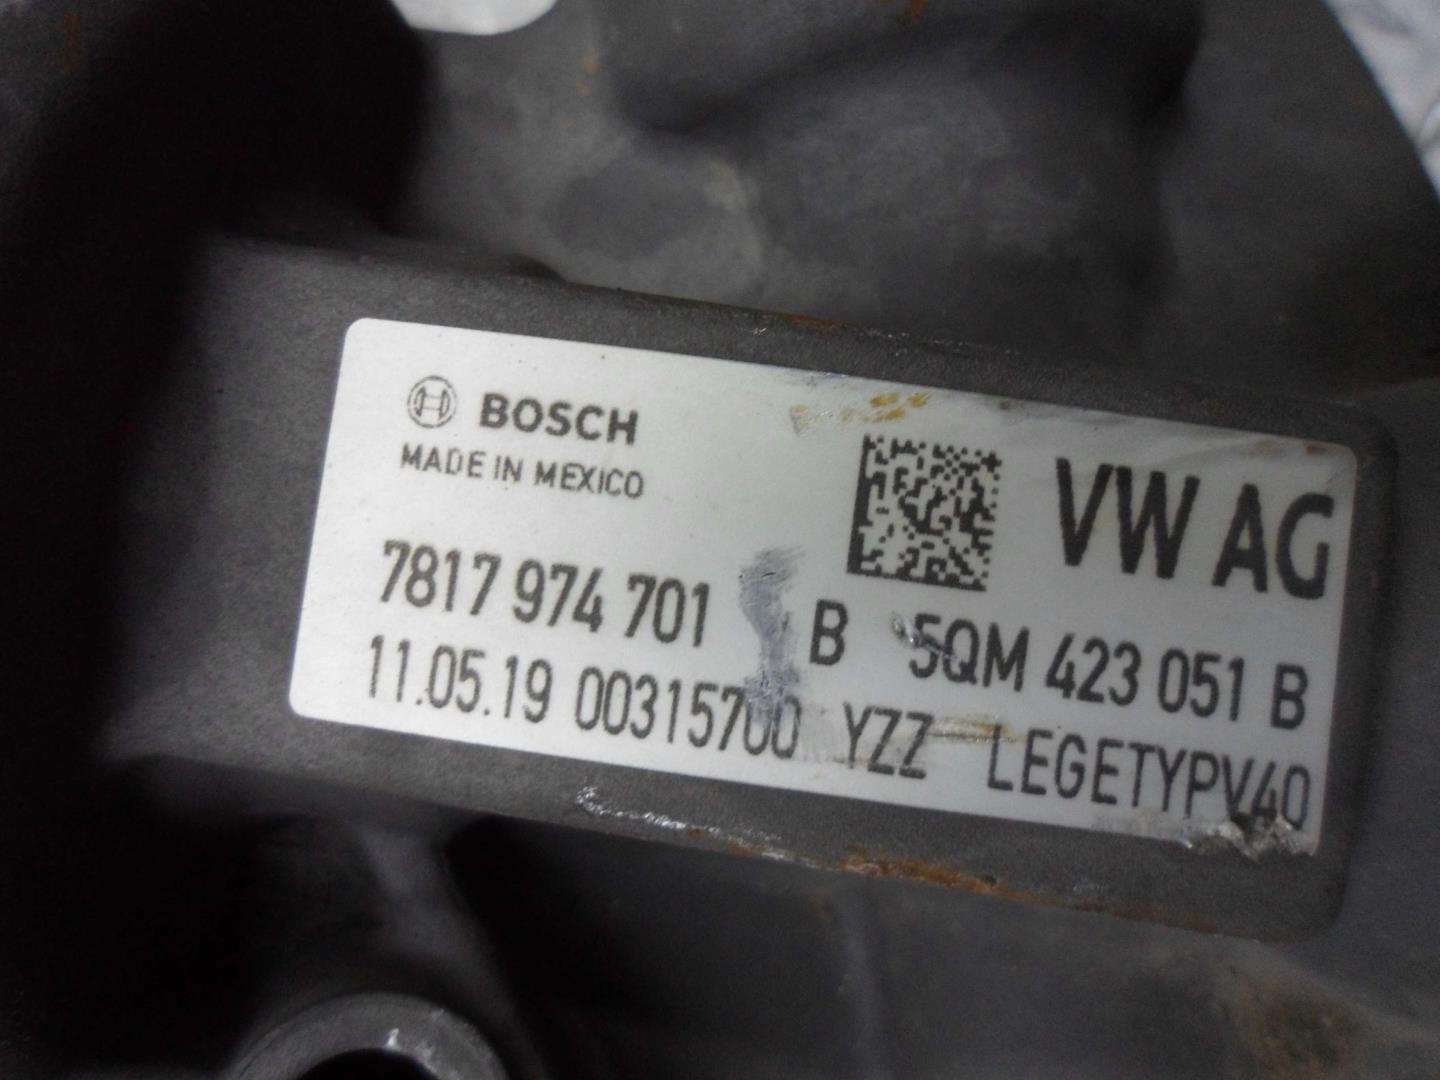 BOSCH
MADE IN MEXICO
VW AG
7817 974 701 B 5QM 423 051 B
11.05.19 00315700 YZZ LEGETYPV40